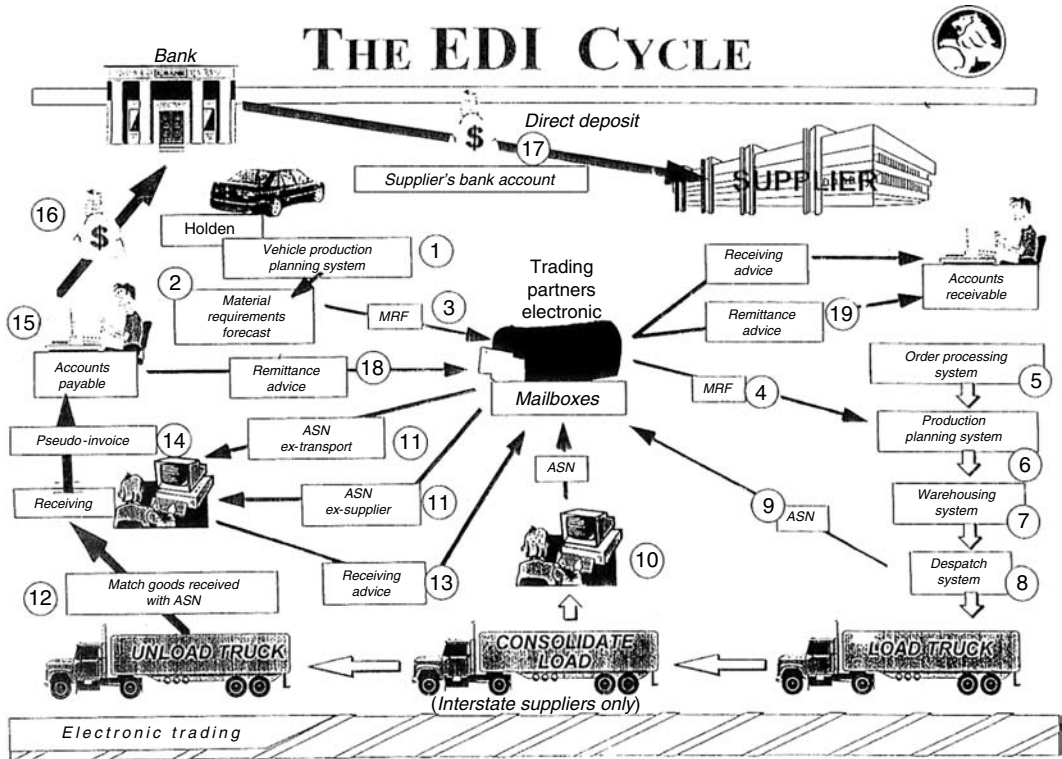 THE EDI CYCLE
Bank
BANK
$
Direct deposit
17
Supplier's bank account
SUPPLIER
16
$
Holden
Vehicle production
planning system
1
2
Material
requirements
forecast
MRF
3
Trading
partners
electronic
Mailboxes
Receiving
advice
Remittance
advice
19
Accounts
receivable
15
Accounts
payable
Remittance
advice
18
MRF
4
Order processing
system
5
Production
planning system
6
Pseudo-invoice
14
ASN
ex-transport
11
ASN
Receiving
ASN
ex-supplier
11
9
ASN
Warehousing
system
7
10
Despatch
system
8
12
Match goods received
with ASN
Receiving
advice
13
UNLOAD TRUCK
CONSOLIDATE
LOAD
LOAD TRUCK
(Interstate suppliers only)
Electronic trading